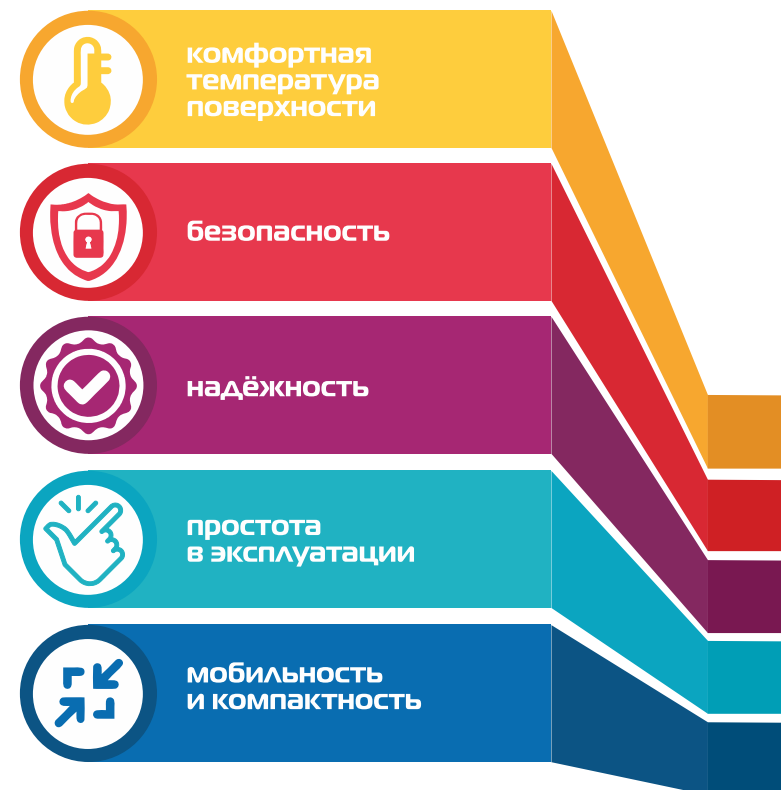 комфортная
температура
поверхности
безопасность
надёжность
простота
в эксплуатации
мобильность
и компактность